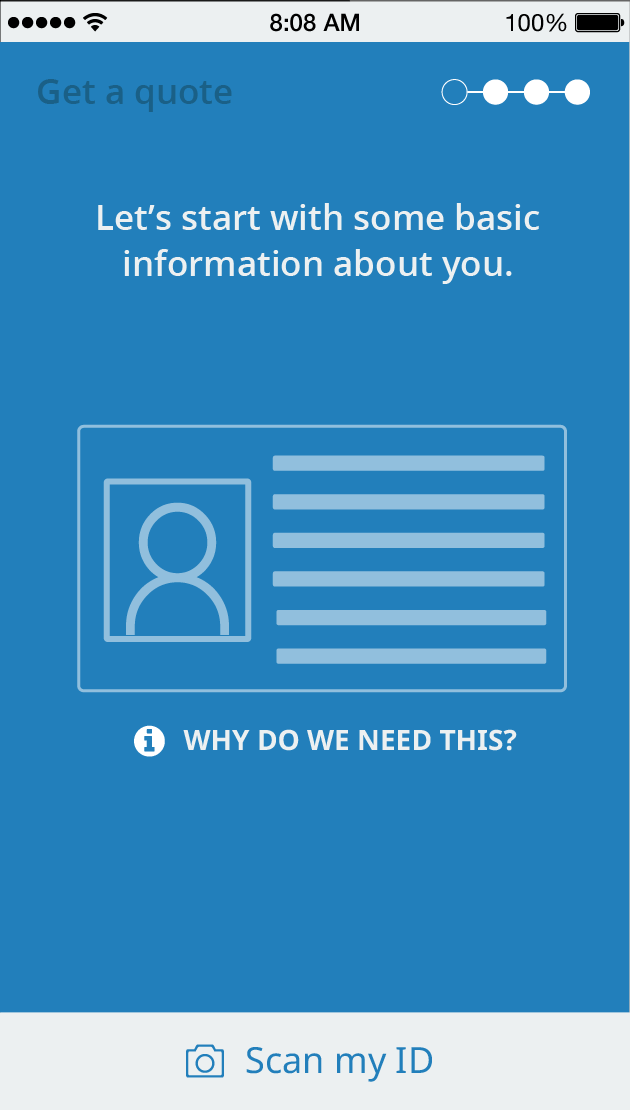 8:08 AM 100%
Get a quote
Let’s start with some basic
information about you.
WHY DO WE NEED THIS?
Scan my ID